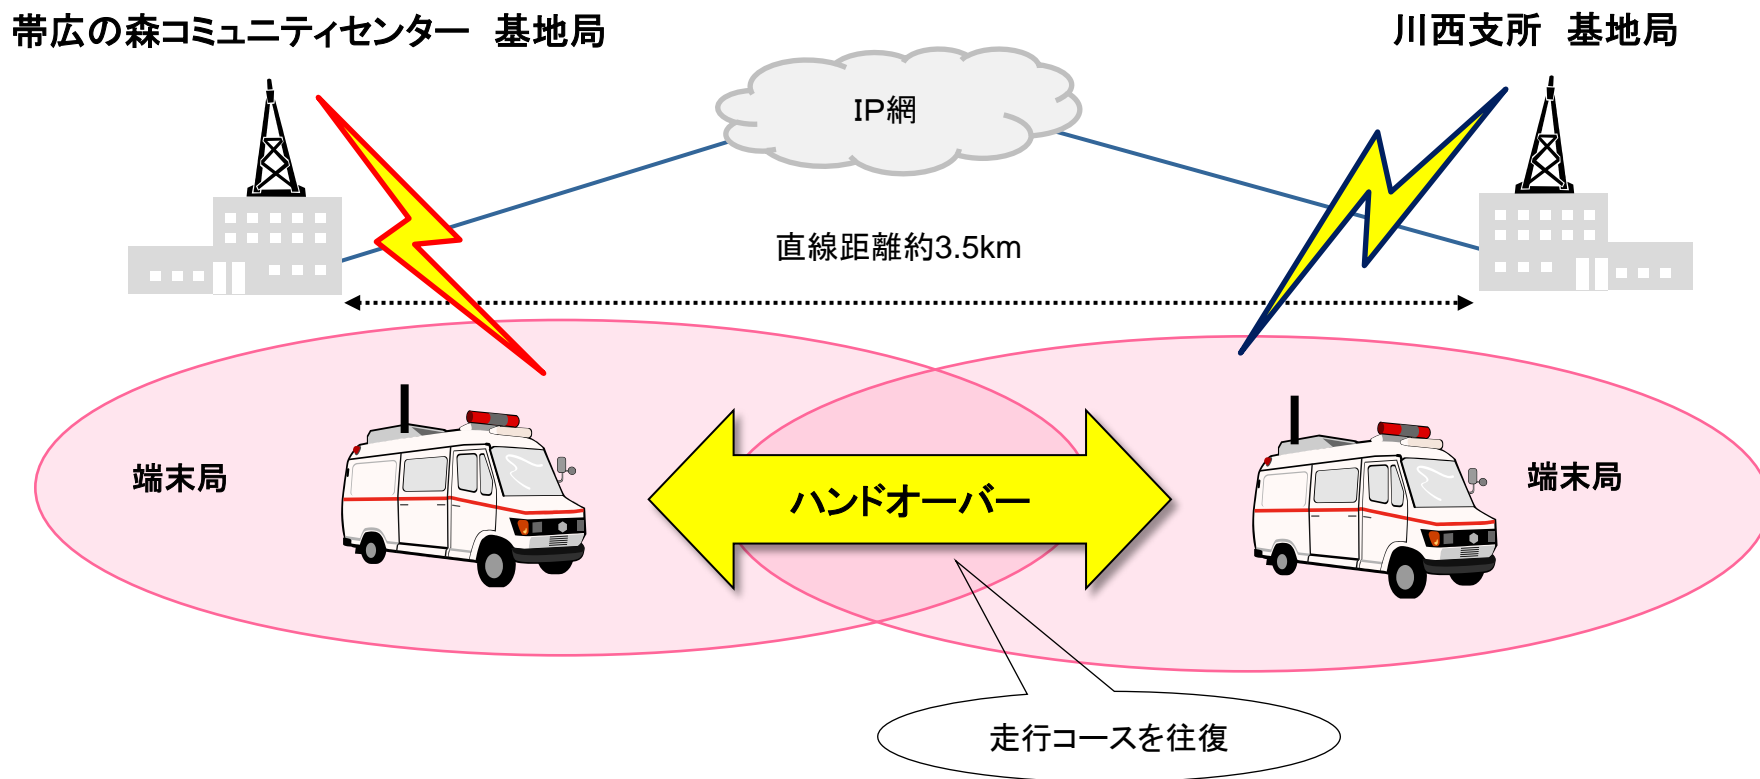 帯広の森コミュニティセンター　基地局
川西支所　基地局
IP網
直線距離約3.5km
端末局
ハンドオーバー
端末局
走行コースを往復